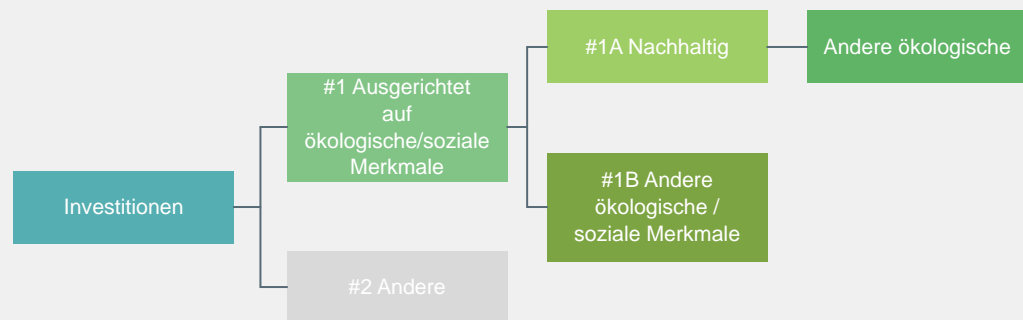 Investitionen
#1 Ausgerichtet
auf
ökologische/soziale
Merkmale
#2 Andere
#1A Nachhaltig
#1B Andere
ökologische /
soziale Merkmale
Andere ökologische